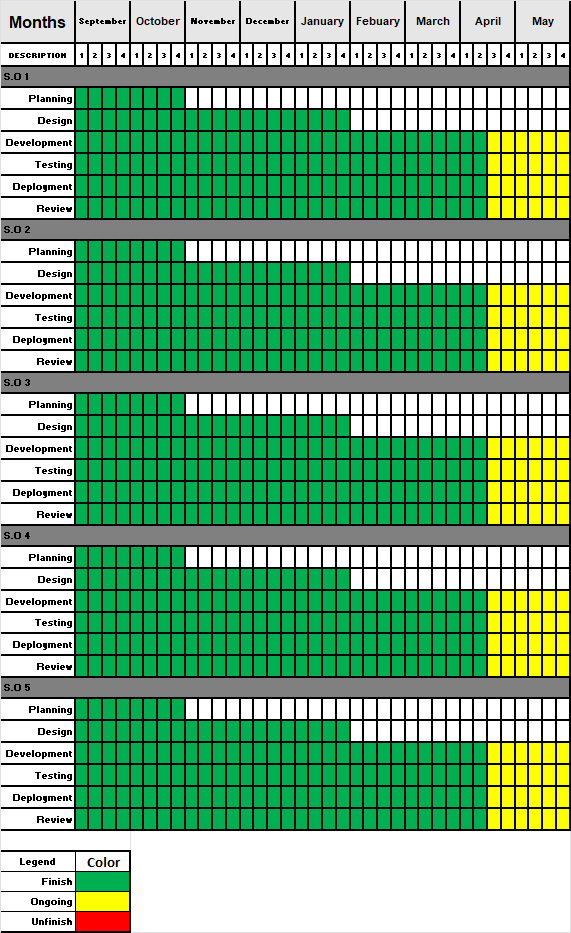 Months September October November December January Febuary March April May
DESCRIPTION 1 2 3 4 1 2 3 4 1 2 3 4 1 2 3 4 1 2 3 4 1 2 3 4 1 2 3 4 1 2 3 4 1 2 3 4
S.O 1
Planning
Design
Development
Testing
Deployment
Review
S.O 2
Planning
Design
Development
Testing
Deployment
Review
S.O 3
Planning
Design
Development
Testing
Deployment
Review
S.O 4
Planning
Design
Development
Testing
Deployment
Review
S.O 5
Planning
Design
Development
Testing
Deployment
Review
Legend Color
Finish
Ongoing
Unfinish